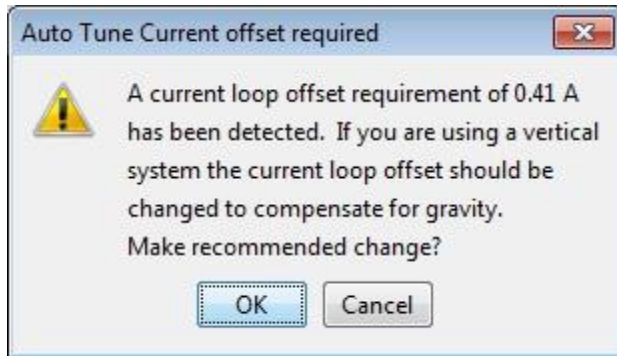 Auto Tune Current offset required
A current loop offset requirement of 0.41 A
has been detected. If you are using a vertical
system the current loop offset should be
changed to compensate for gravity.
Make recommended change?
OK Cancel